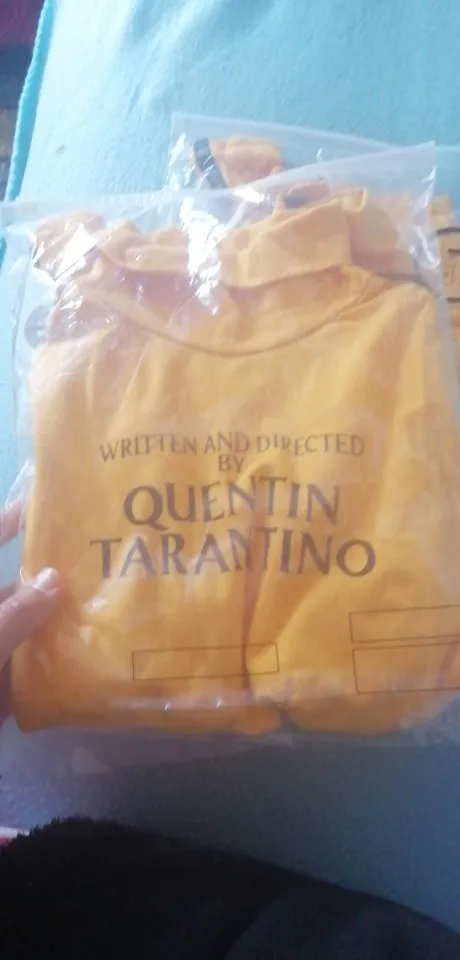 WRITTEN AND DIRECTED
BY
QUENTIN
TARANTINO